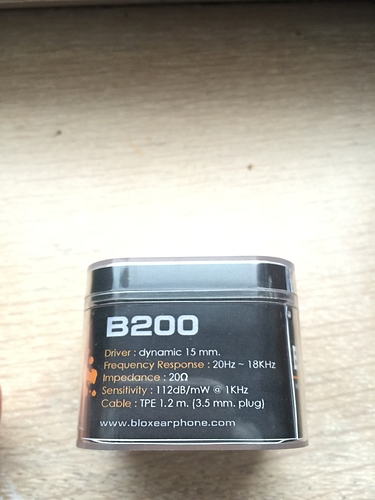 B200
Driver : dynamic 15 mm.
Frequency Response : 20Hz ~ 18KHz
Impedance : 20Ω
Sensitivity : 112dB/mW @ 1KHz
Cable : TPE 1.2 m. (3.5 mm. plug)
www.bloxearphone.com